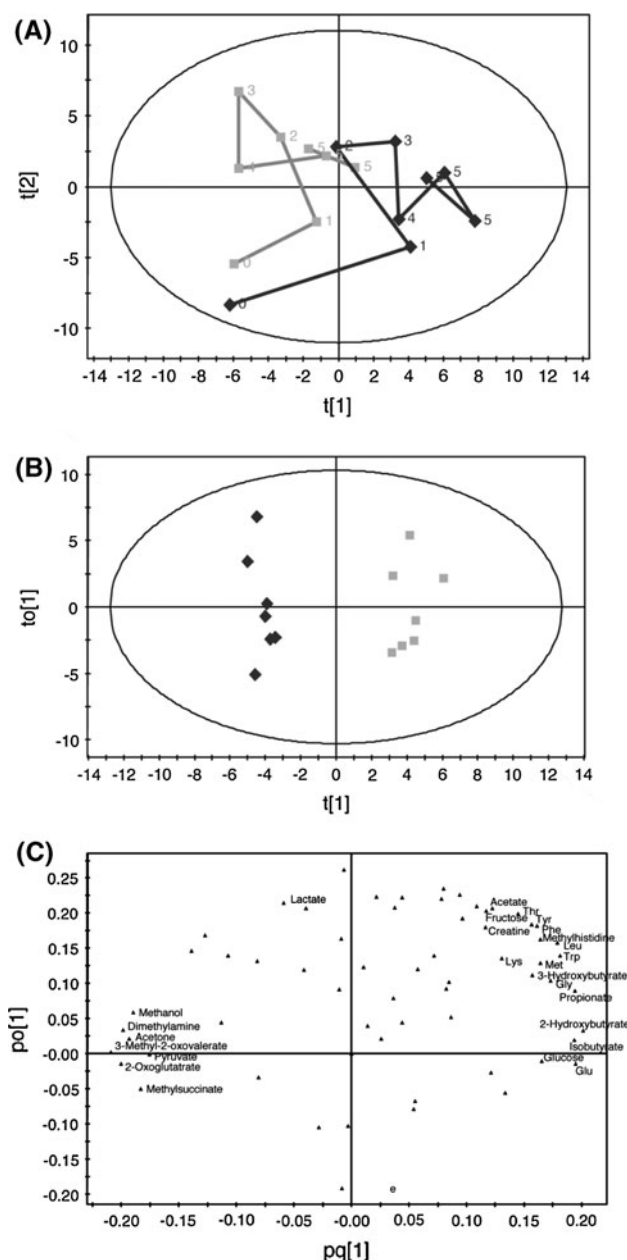 (A)
10
5
0
-5
-10
t[2]
3
2
5
5
4
1
0
2
3
5
5
4
1
0
-14 -12 -10 -8 -6 -4 -2 0 2 4 6 8 10 12 14
t[1]
(B)
10
5
0
-5
-10
to[1]
-14 -12 -10 -8 -6 -4 -2 0 2 4 6 8 10 12 14
t[1]
(C)
0.25
0.20
0.15
0.10
0.05
-0.00
-0.05
-0.10
-0.15
-0.20
po[1]
Lactate
Acetate
Thr
Fructose
Tyr
Creatine
Phe
Methylhistidine
Leu
Lys
Trp
Met
3-Hydroxybutyrate
Gly
Propionate
Methanol
Dimethylamine
2-Hydroxybutyrate
Acetone
3-Methyl-2-oxovalerate
Isobutyrate
Pyruvate
Glucose
2-Oxoglutatrate
Glu
Methylsuccinate
e
-0.20 -0.15 -0.10 -0.05 -0.00 0.05 0.10 0.15 0.20
pq[1]